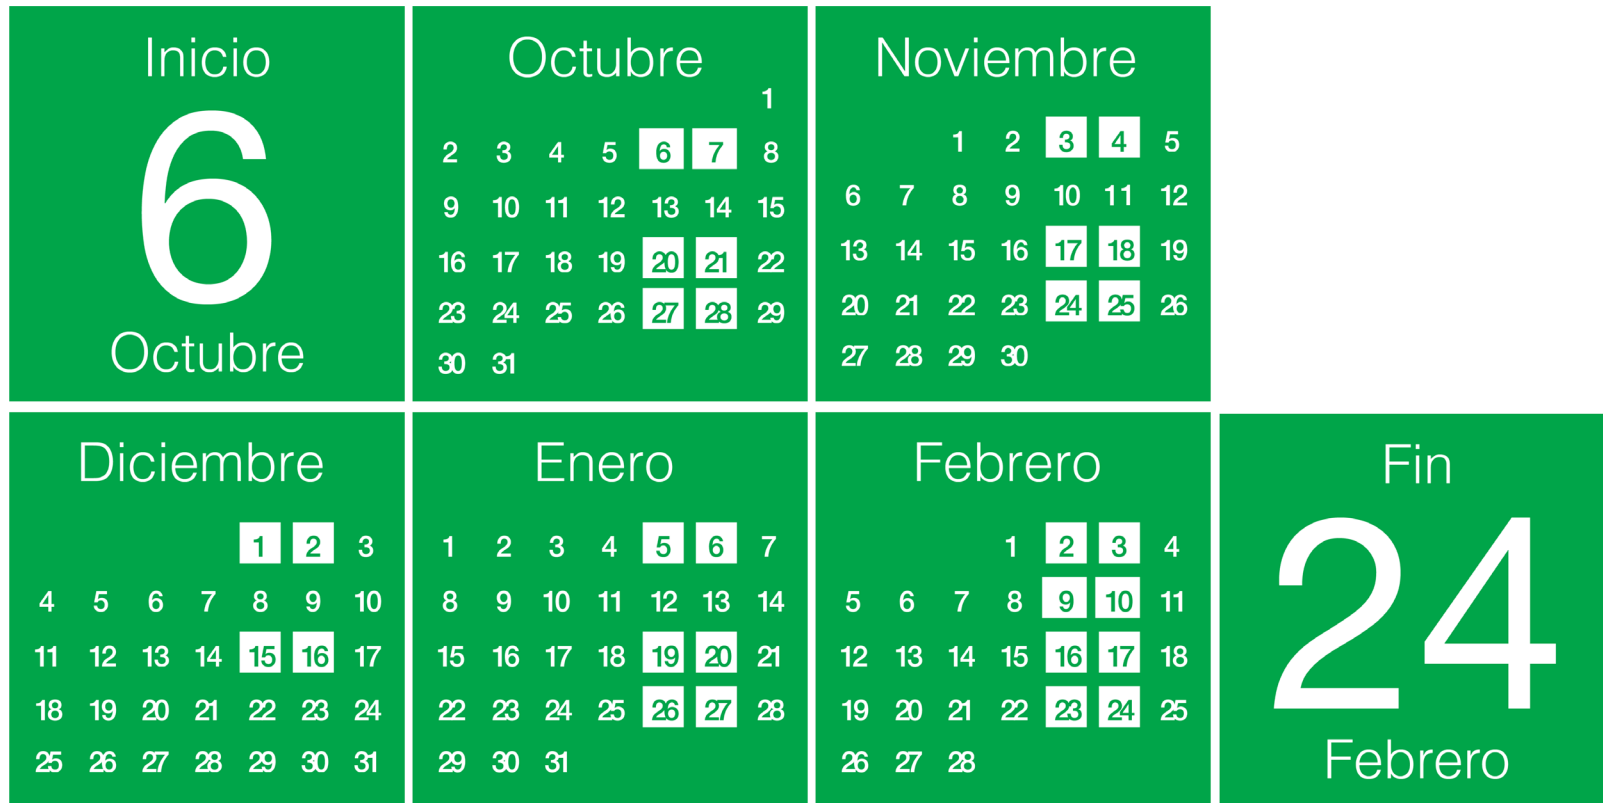 Inicio
6
Octubre
Octubre
1
2 3 4 5 6 7 8
9 10 11 12 13 14 15
16 17 18 19 20 21 22
23 24 25 26 27 28 29
30 31
Noviembre
1 2 3 4 5
6 7 8 9 10 11 12
13 14 15 16 17 18 19
20 21 22 23 24 25 26
27 28 29 30
Diciembre
1 2 3
4 5 6 7 8 9 10
11 12 13 14 15 16 17
18 19 20 21 22 23 24
25 26 27 28 29 30 31
Enero
1 2 3 4 5 6 7
8 9 10 11 12 13 14
15 16 17 18 19 20 21
22 23 24 25 26 27 28
29 30 31
Febrero
1 2 3 4
5 6 7 8 9 10 11
12 13 14 15 16 17 18
19 20 21 22 23 24 25
26 27 28
Fin
24
Febrero